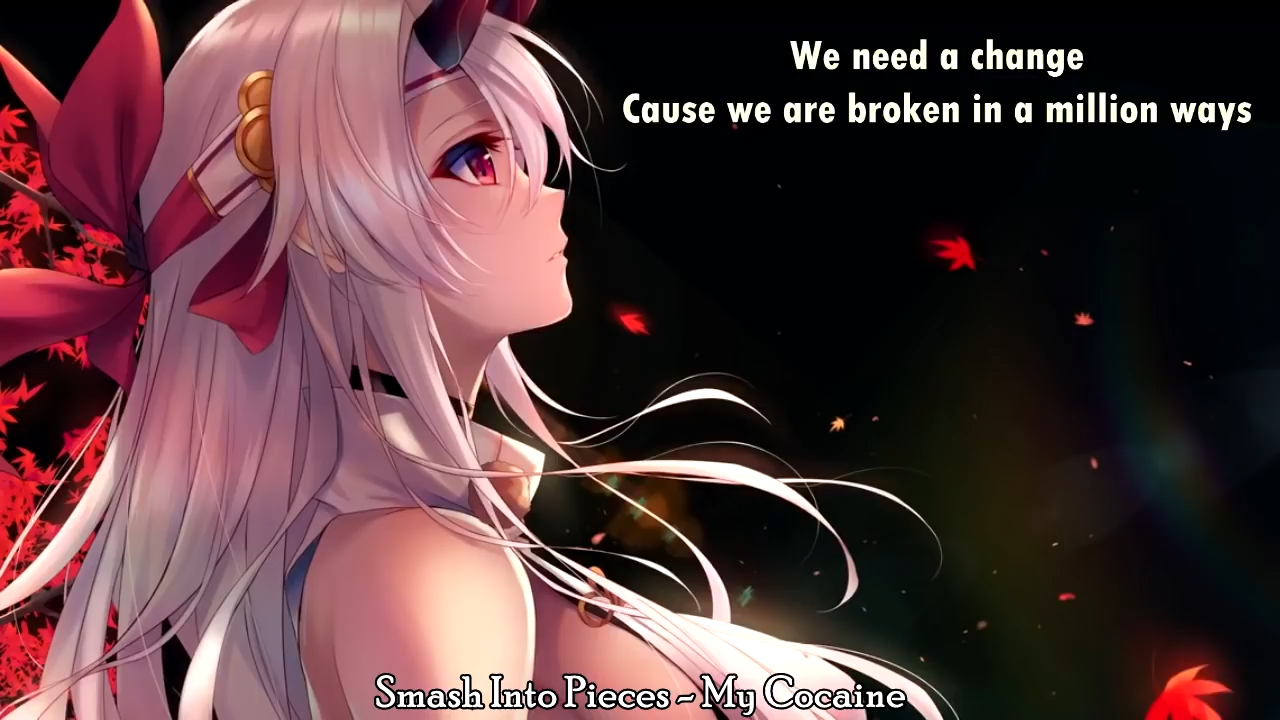 We need a change
Cause we are broken in a million ways
Smash Into Pieces - My Cocaine